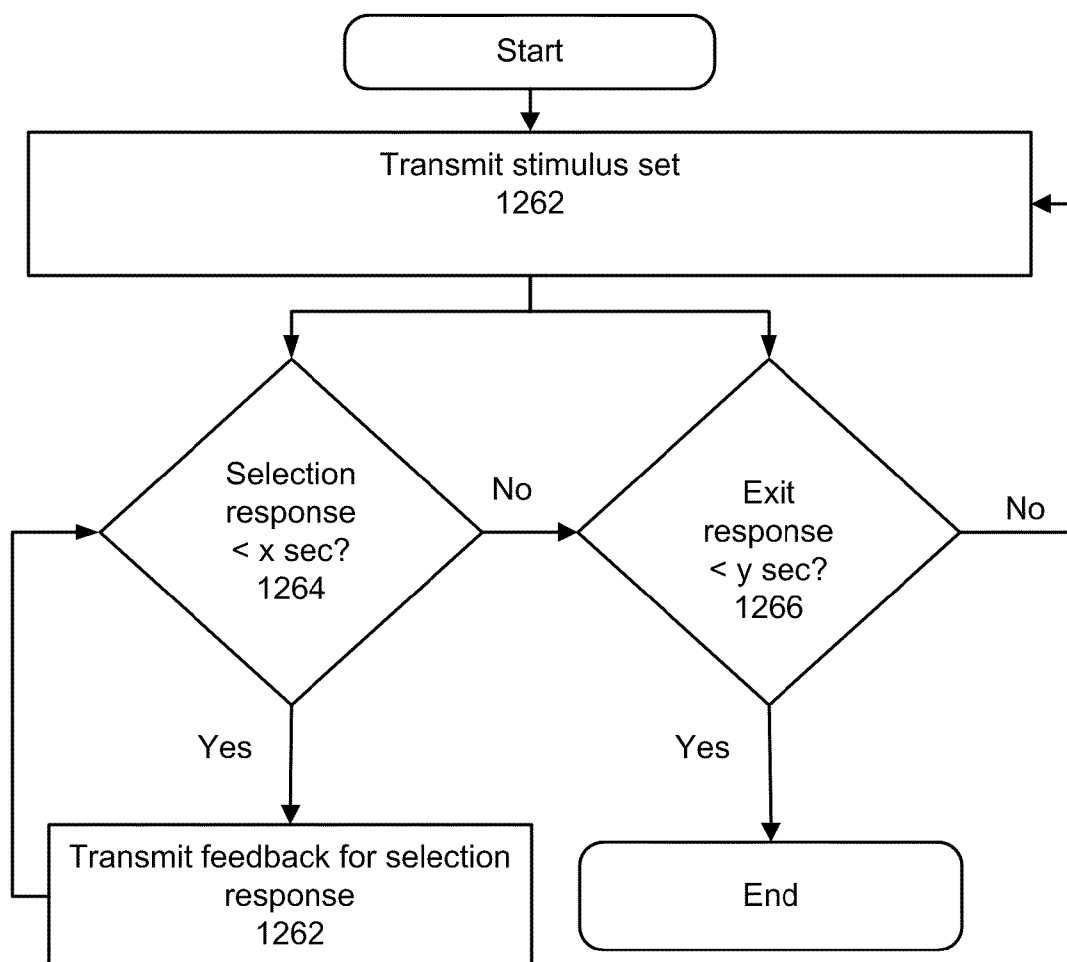 Start
Transmit stimulus set
1262
Selection
response
< x sec?
1264
No
Exit
response
< y sec?
1266
No
Yes
Yes
Transmit feedback for selection
response
1262
End